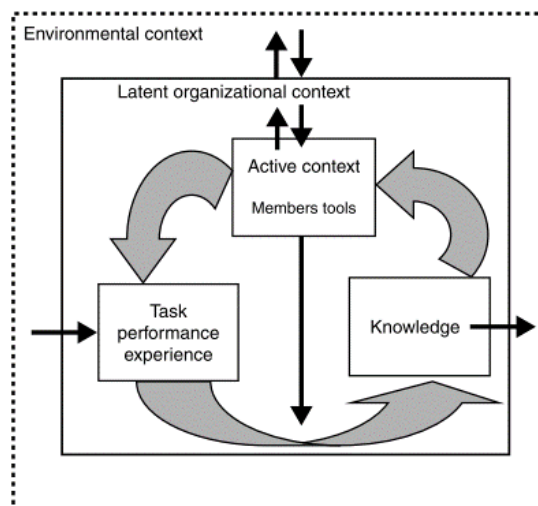 Environmental context
Latent organizational context
Active context
Members tools
Task
performance
experience
Knowledge